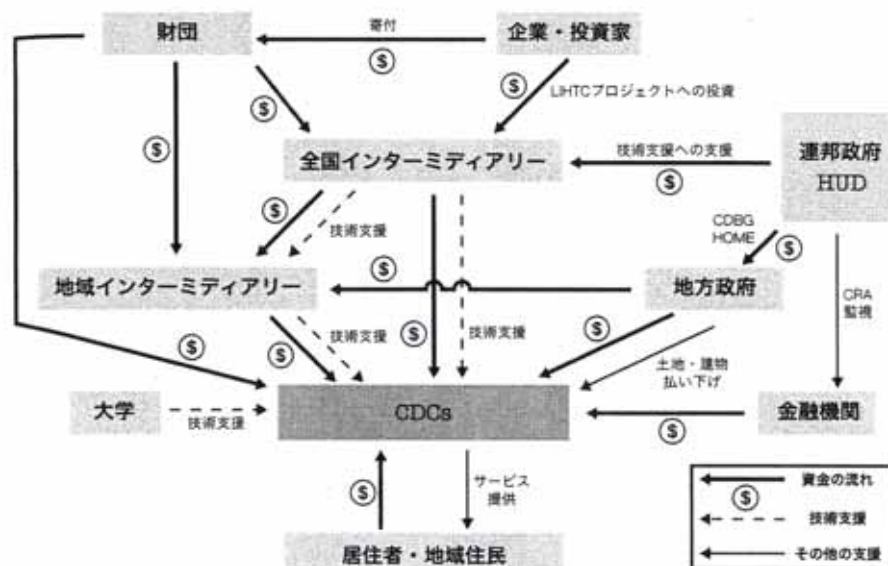 財団
寄付
企業・投資家
$
$
$
$
LIHTCプロジェクトへの投資
全国インターミディアリー
技術支援への支援
$
連邦政府
HUD
$
技術支援
CDBG
HOME
$
地域インターミディアリー
$
地方政府
CRA
監視
$
$
技術支援
$
技術支援
$
土地・建物
払い下げ
大学
技術支援
CDCs
$
金融機関
$
サービス
提供
居住者・地域住民
資金の流れ
$
技術支援
その他の支援